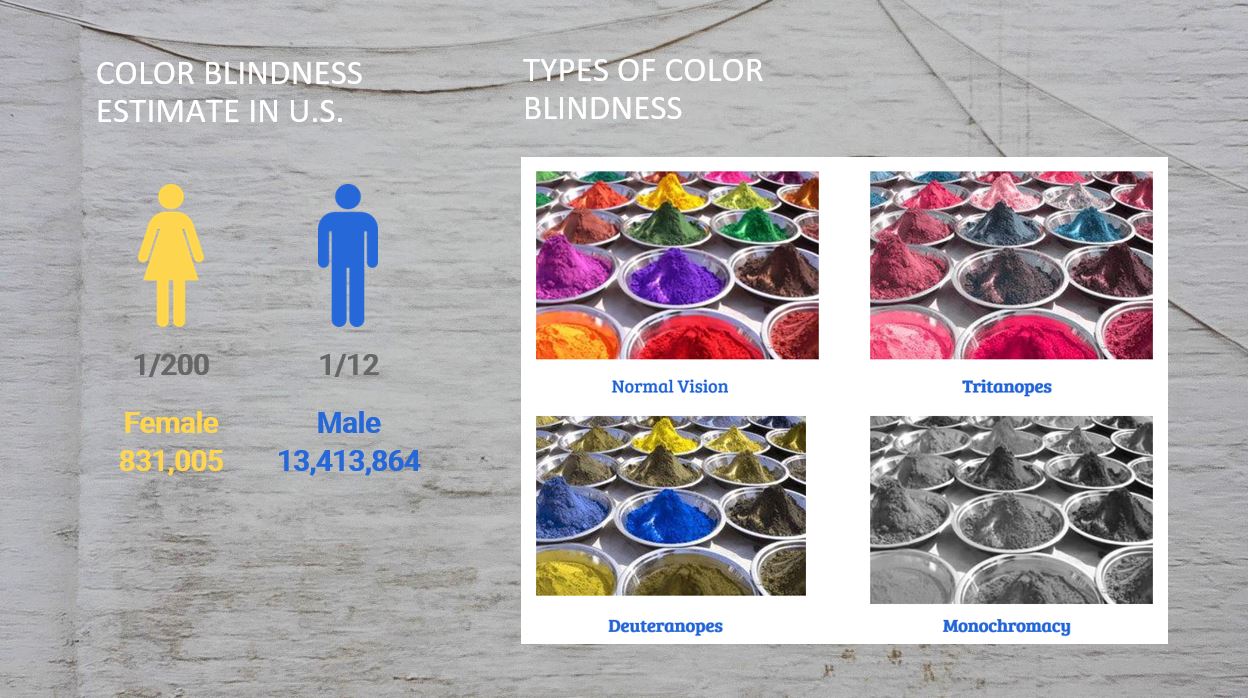 COLOR BLINDNESS
ESTIMATE IN U.S.
1/200
1/12
Female
831,005
Male
13,413,864
TYPES OF COLOR
BLINDNESS
Normal Vision
Tritanopes
Deuteranopes
Monochromacy